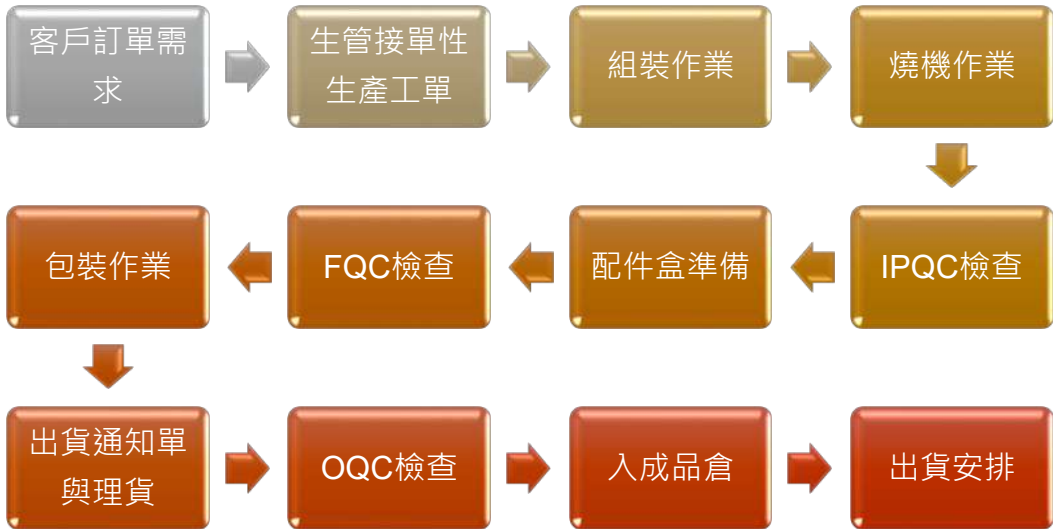 客戶訂單需
求
生管接單性
生產工單
組裝作業
燒機作業
IPQC檢查
配件盒準備
FQC檢查
包裝作業
出貨通知單
與理貨
OQC檢查
入成品倉
出貨安排